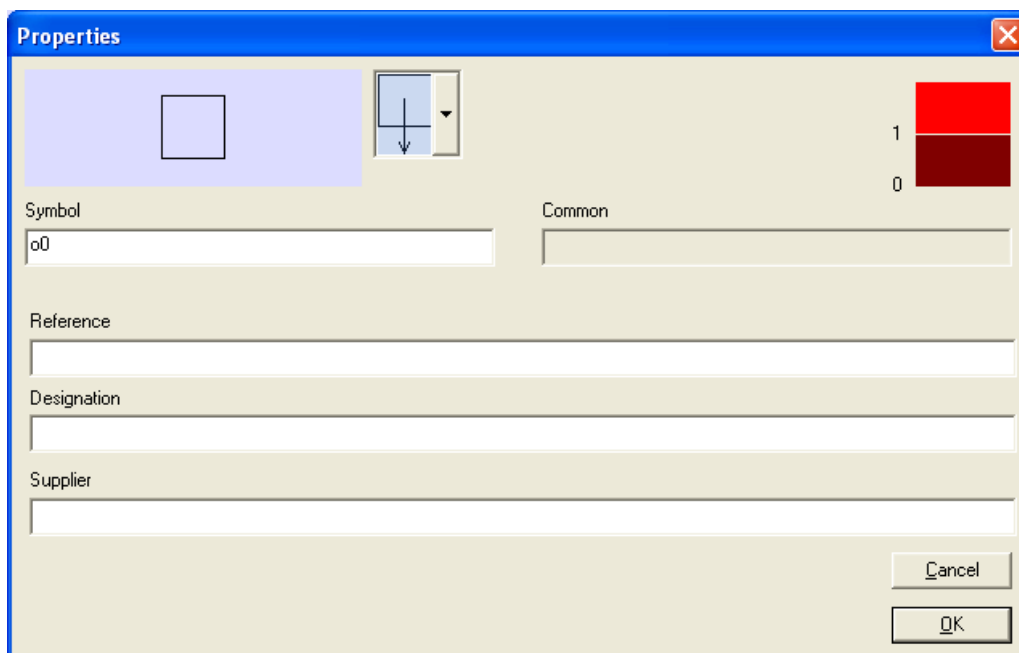 Properties
1
0
Symbol
Common
o0
Reference
Designation
Supplier
Cancel
OK